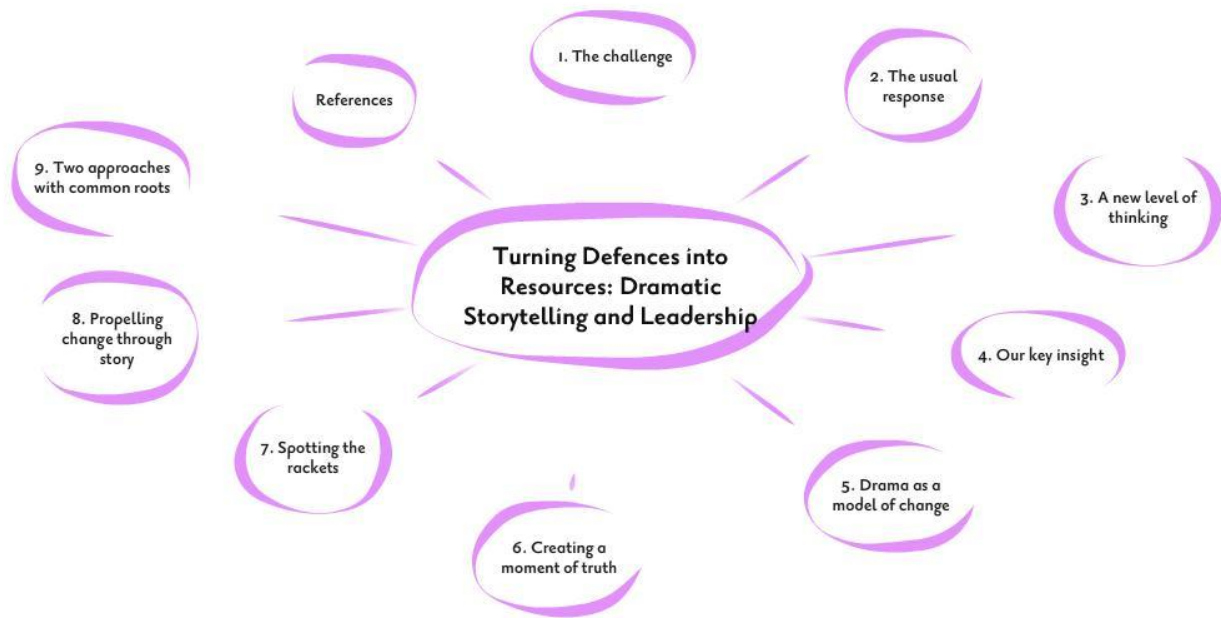 Turning Defences into
Resources: Dramatic
Storytelling and Leadership
1. The challenge
2. The usual
response
3. A new level of
thinking
4. Our key insight
5. Drama as a
model of change
6. Creating a
moment of truth
7. Spotting the
rackets
8. Propelling
change through
story
9. Two approaches
with common roots
References